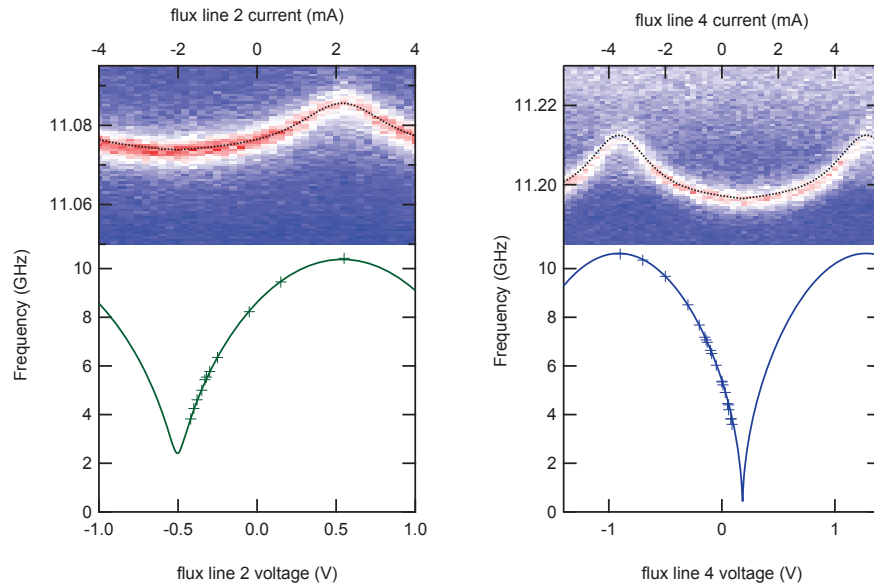 flux line 2 current (mA)
-4 -2 0 2 4
11.08
11.06
Frequency (GHz)
10
8
6
4
2
0
-1.0 -0.5 0.0 0.5 1.0
flux line 2 voltage (V)
flux line 4 current (mA)
-4 -2 0 2 4
11.22
11.20
Frequency (GHz)
10
8
6
4
2
0
-1 0 1
flux line 4 voltage (V)